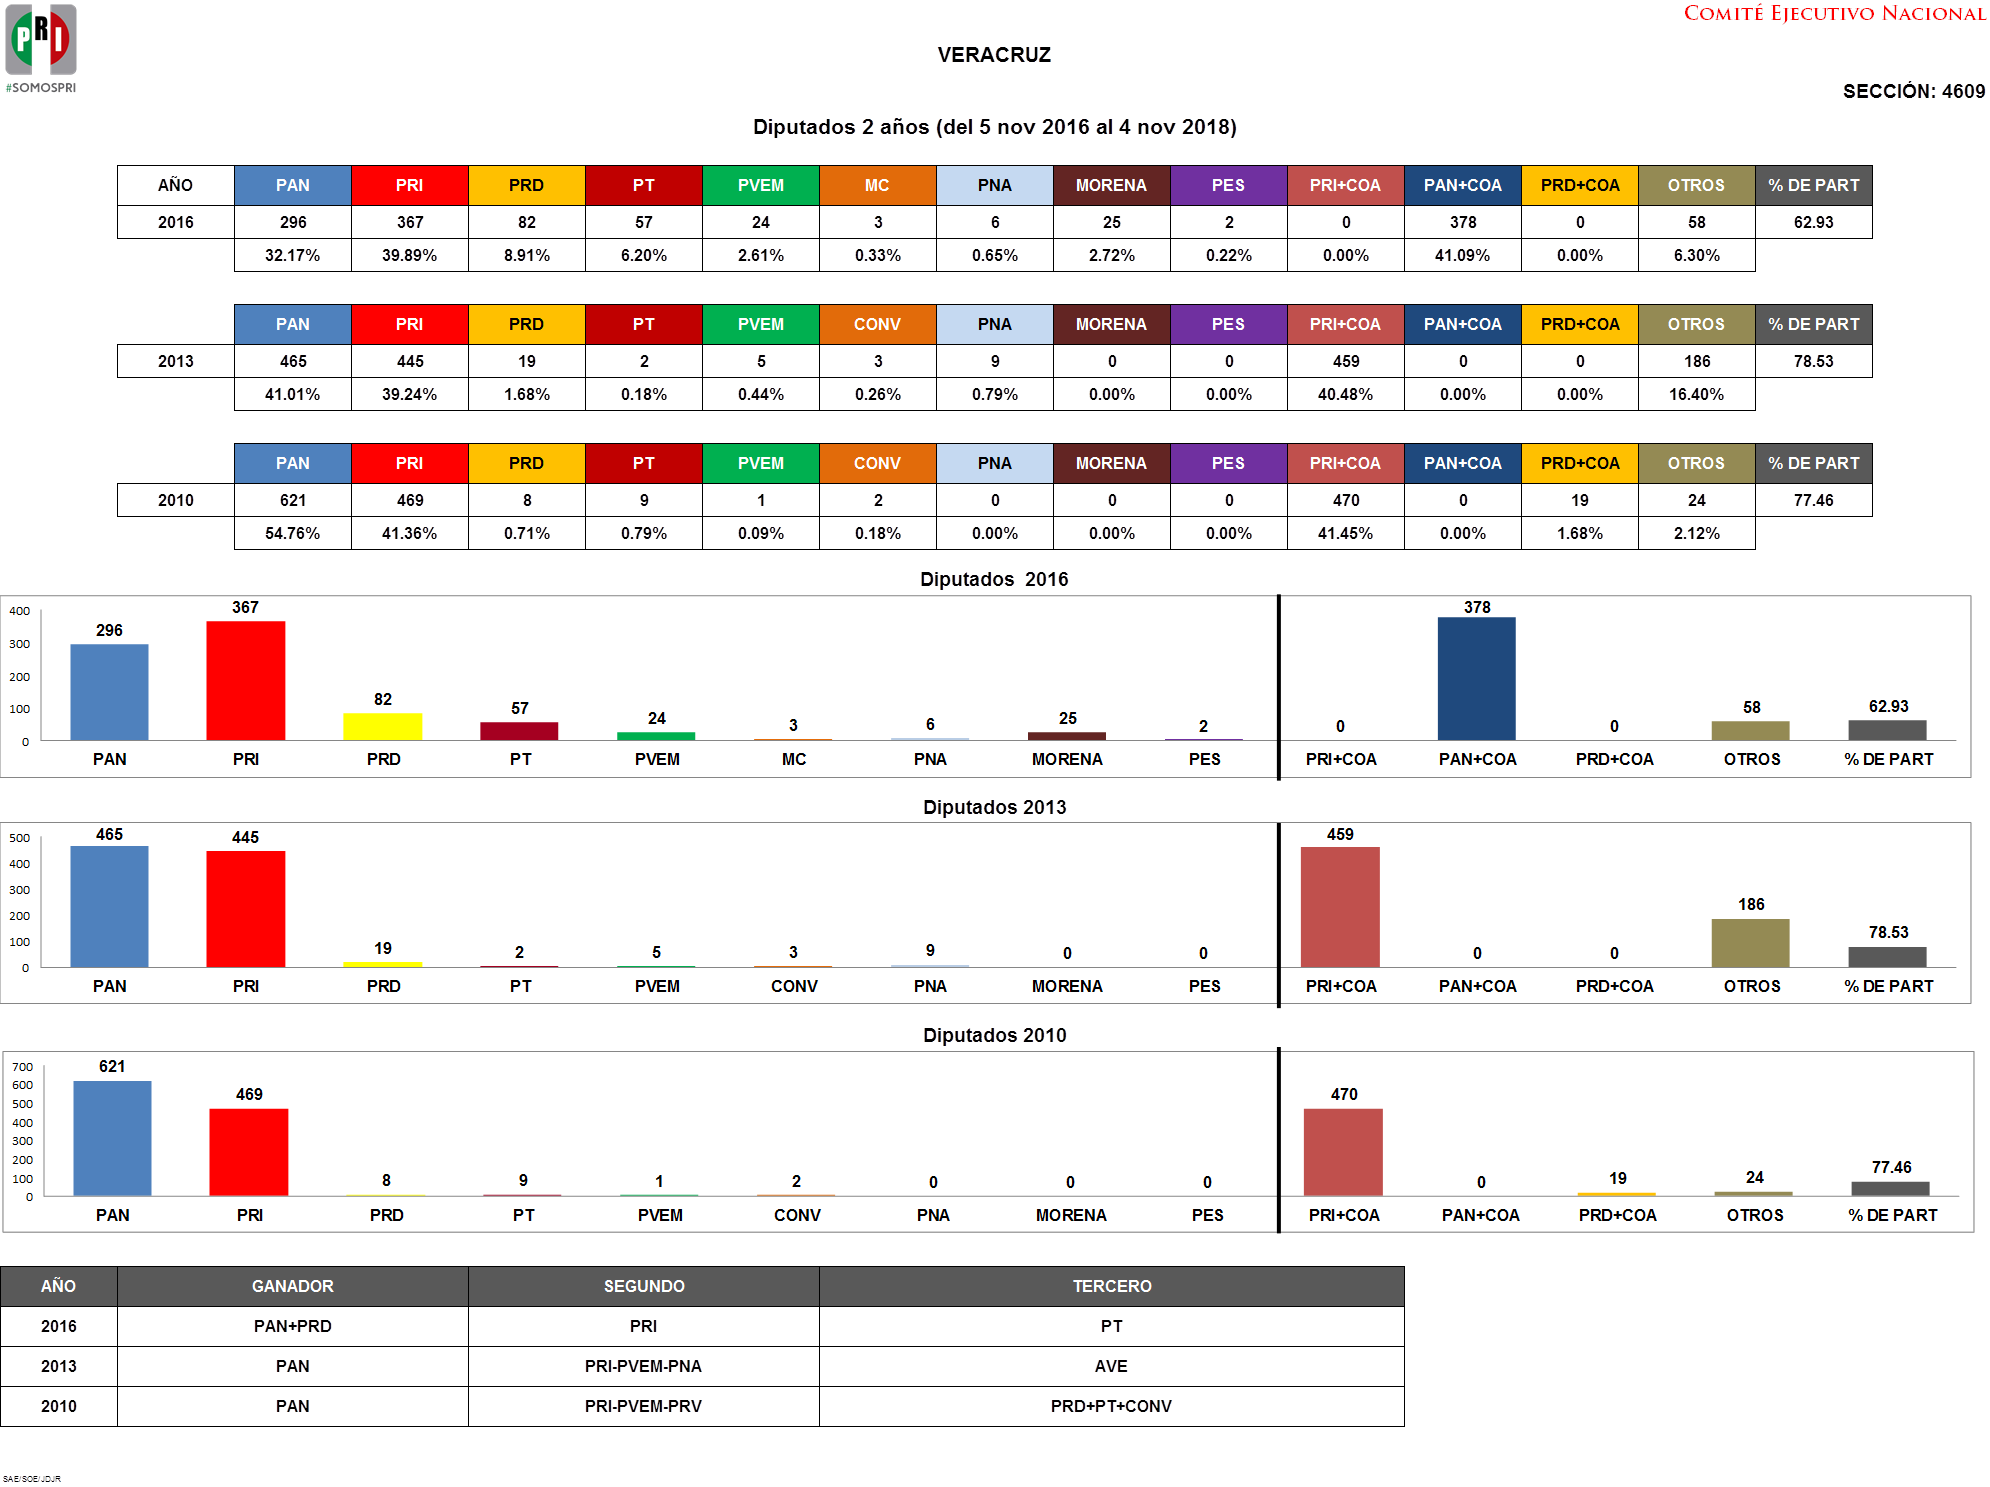 PRI
#SOMOSPRI
COMITÉ EJECUTIVO NACIONAL
VERACRUZ
SECCIÓN: 4609
Diputados 2 años (del 5 nov 2016 al 4 nov 2018)
AÑO PAN PRI PRD PT PVEM MC PNA MORENA PES PRI+COA PAN+COA PRD+COA OTROS % DE PART
2016 296 367 82 57 24 3 6 25 2 0 378 0 58 62.93
32.17% 39.89% 8.91% 6.20% 2.61% 0.33% 0.65% 2.72% 0.22% 0.00% 41.09% 0.00% 6.30%
PAN PRI PRD PT PVEM CONV PNA MORENA PES PRI+COA PAN+COA PRD+COA OTROS % DE PART
2013 465 445 19 2 5 3 9 0 0 459 0 0 186 78.53
41.01% 39.24% 1.68% 0.18% 0.44% 0.26% 0.79% 0.00% 0.00% 40.48% 0.00% 0.00% 16.40%
PAN PRI PRD PT PVEM CONV PNA MORENA PES PRI+COA PAN+COA PRD+COA OTROS % DE PART
2010 621 469 8 9 1 2 0 0 0 470 0 19 24 77.46
54.76% 41.36% 0.71% 0.79% 0.09% 0.18% 0.00% 0.00% 0.00% 41.45% 0.00% 1.68% 2.12%
Diputados 2016
400
300
200
100
0
296 367 82 57 24 3 6 25 2 0 378 0 58 62.93
PAN PRI PRD PT PVEM MC PNA MORENA PES PRI+COA PAN+COA PRD+COA OTROS % DE PART
Diputados 2013
500
400
300
200
100
0
465 445 19 2 5 3 9 0 0 459 0 0 186 78.53
PAN PRI PRD PT PVEM CONV PNA MORENA PES PRI+COA PAN+COA PRD+COA OTROS % DE PART
Diputados 2010
700
600
500
400
300
200
100
0
621 469 8 9 1 2 0 0 0 470 0 19 24 77.46
PAN PRI PRD PT PVEM CONV PNA MORENA PES PRI+COA PAN+COA PRD+COA OTROS % DE PART
AÑO GANADOR SEGUNDO TERCERO
2016 PAN+PRD PRI PT
2013 PAN PRI-PVEM-PNA AVE
2010 PAN PRI-PVEM-PRV PRD+PT+CONV
SAE/SOE/JDJR